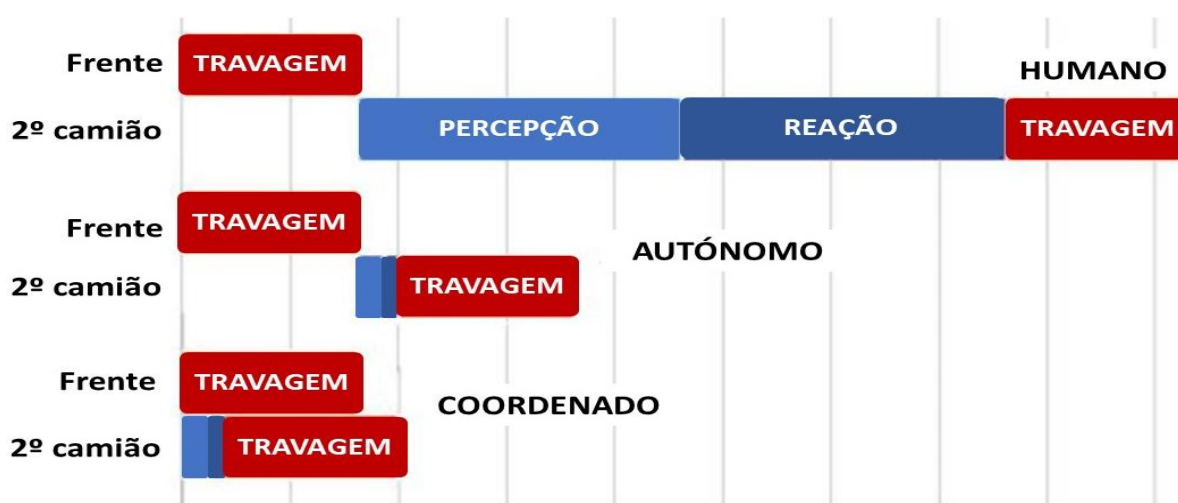 Frente TRAVAGEM
HUMANO
2º camião PERCEPÇÃO REAÇÃO TRAVAGEM
Frente TRAVAGEM
AUTÓNOMO
2º camião TRAVAGEM
Frente TRAVAGEM
COORDENADO
2º camião TRAVAGEM